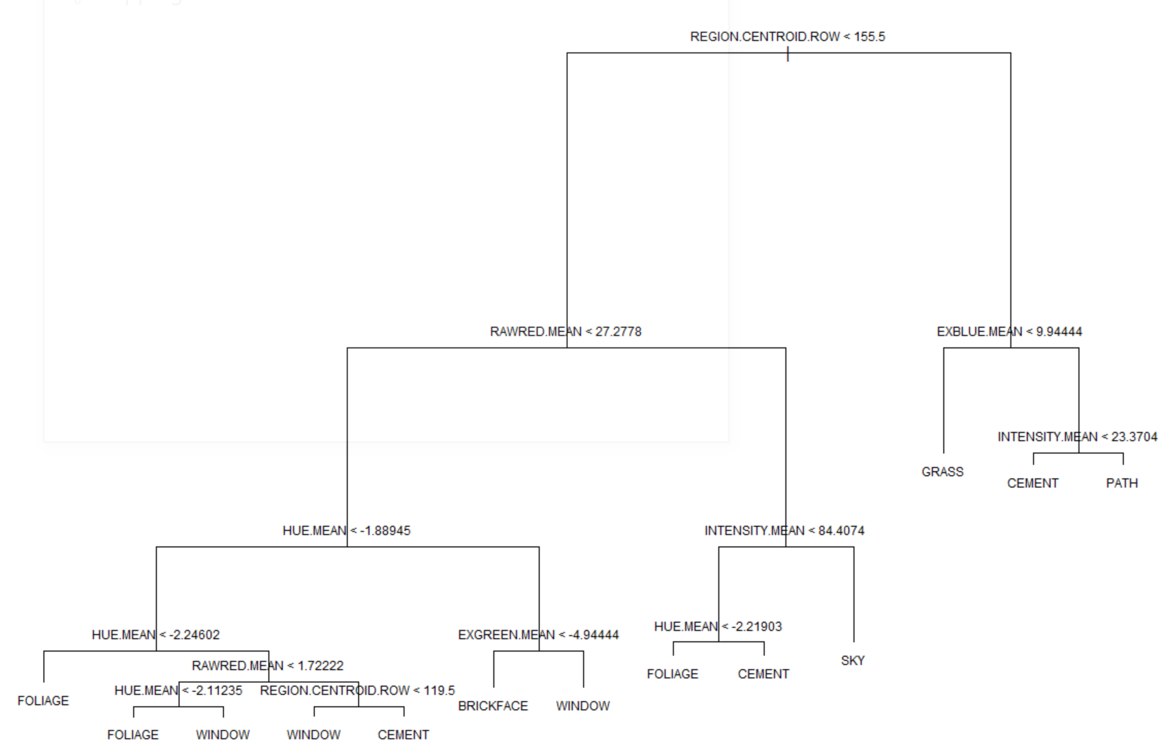 REGION.CENTROID.ROW < 155.5
RAWRED.MEAN < 27.2778
EXBLUE.MEAN < 9.94444
INTENSITY.MEAN < 23.3704
GRASS
CEMENT
PATH
HUE.MEAN < -1.88945
INTENSITY.MEAN < 84.4074
HUE.MEAN < -2.24602
EXGREEN.MEAN < -4.94444
HUE.MEAN < -2.21903
RAWRED.MEAN < 1.72222
SKY
FOLIAGE
CEMENT
HUE.MEAN < -2.11235
REGION.CENTROID.ROW < 119.5
FOLIAGE
BRICKFACE
WINDOW
FOLIAGE
WINDOW
WINDOW
CEMENT